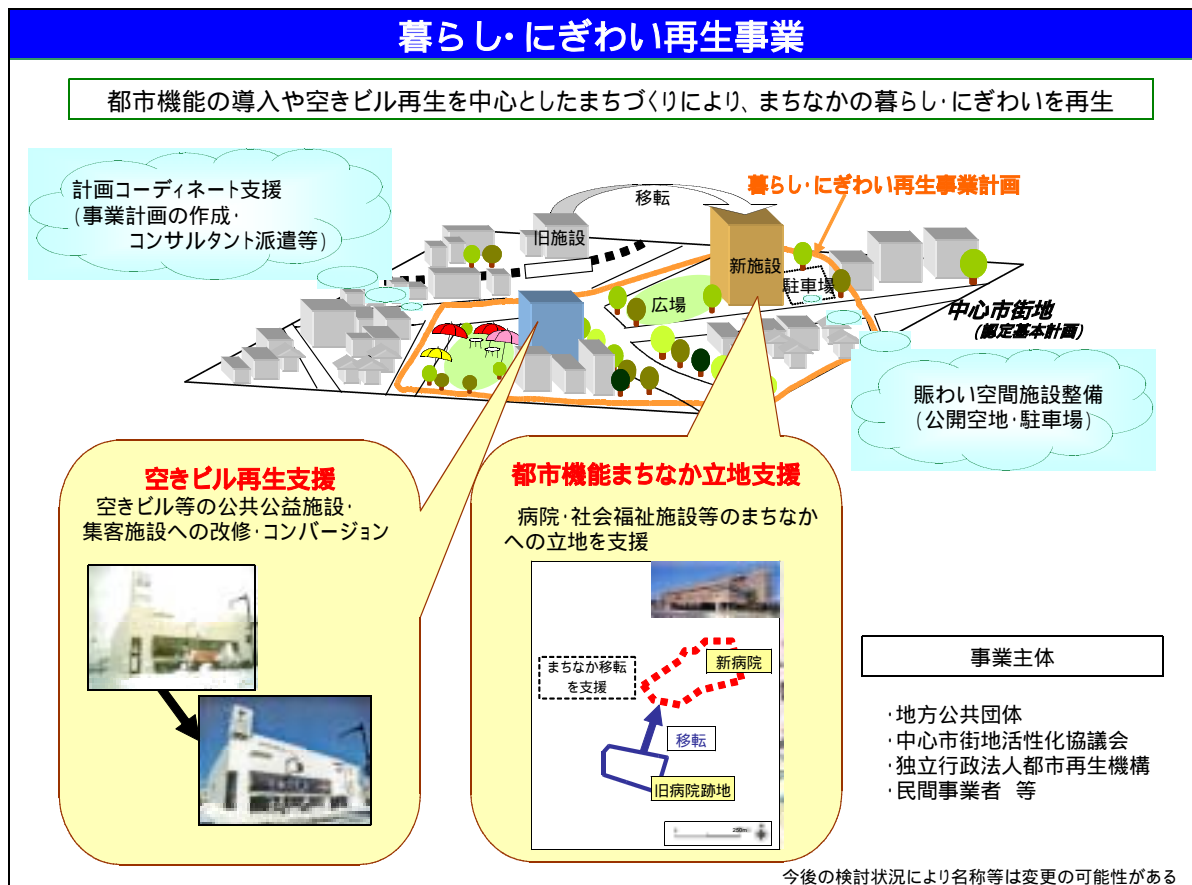 暮らし･にぎわい再生事業
都市機能の導入や空きビル再生を中心としたまちづくりにより、まちなかの暮らし･にぎわいを再生
計画コーディネート支援
(事業計画の作成･
コンサルタント派遣等)
移転
暮らし･にぎわい再生事業計画
旧施設
新施設
駐車場
広場
中心市街地
(認定基本計画)
賑わい空間施設整備
(公開空地･駐車場)
空きビル再生支援
空きビル等の公共公益施設･
集客施設への改修･コンバージョン
都市機能まちなか立地支援
病院･社会福祉施設等のまちなか
への立地を支援
まちなか移転
を支援
新病院
移転
旧病院跡地
250m
事業主体
･地方公共団体
･中心市街地活性化協議会
･独立行政法人都市再生機構
･民間事業者 等
今後の検討状況により名称等は変更の可能性がある